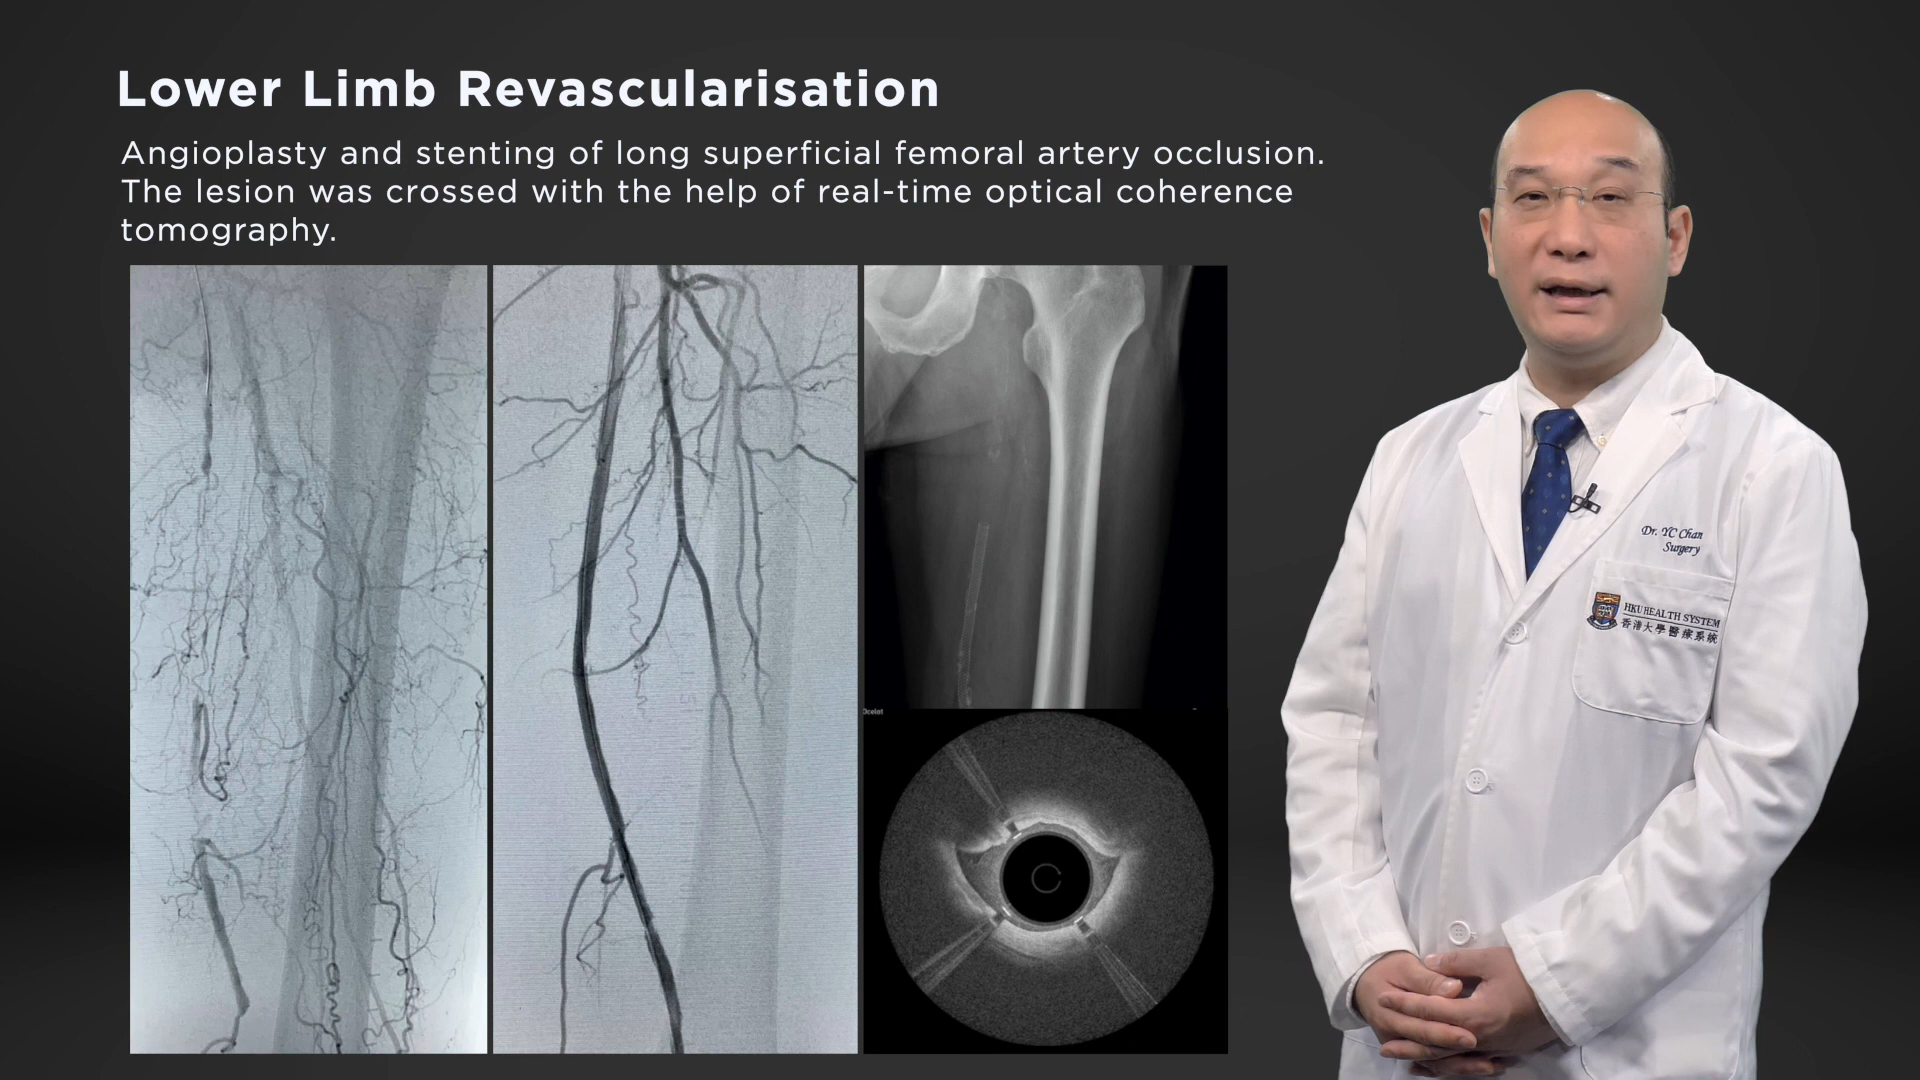 Lower Limb Revascularisation
Angioplasty and stenting of long superficial femoral artery occlusion.
The lesion was crossed with the help of real-time optical coherence
tomography.
Ocelot
Dr. YC Chan
Surgery
HKU HEALTH SYSTEM
香港大學醫療系統